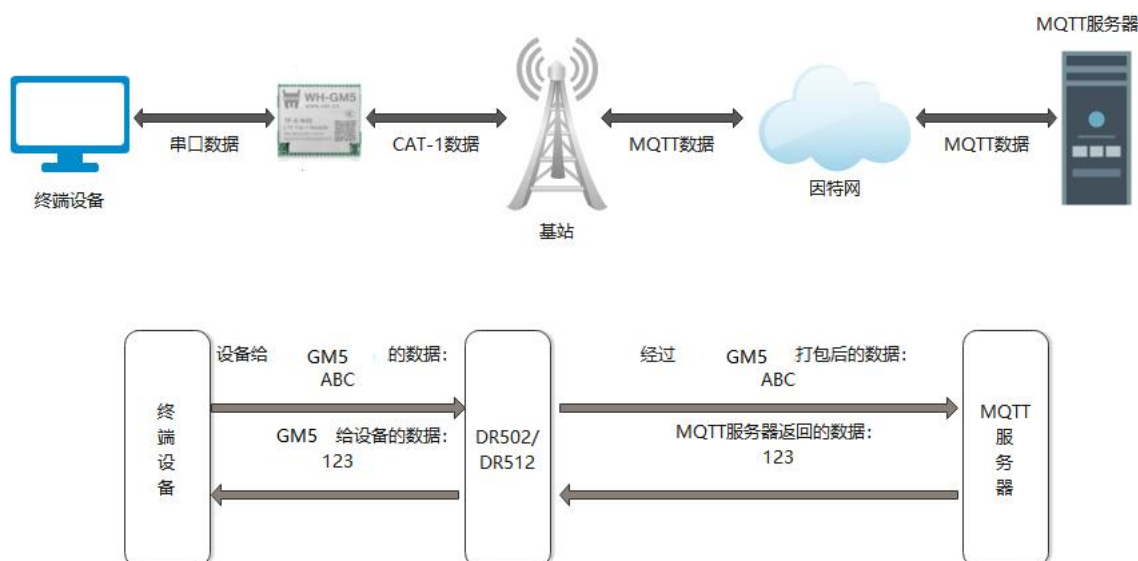 MQTT服务器
WH-GM5
串口数据
CAT-1数据
MQTT数据
MQTT数据
终端设备
基站
因特网
设备给 GM5 的数据：
ABC
经过 GM5 打包后的数据：
ABC
终端设备
GM5 给设备的数据：
123
DR502/
DR512
MQTT服务器返回的数据：
123
MQTT
服务器